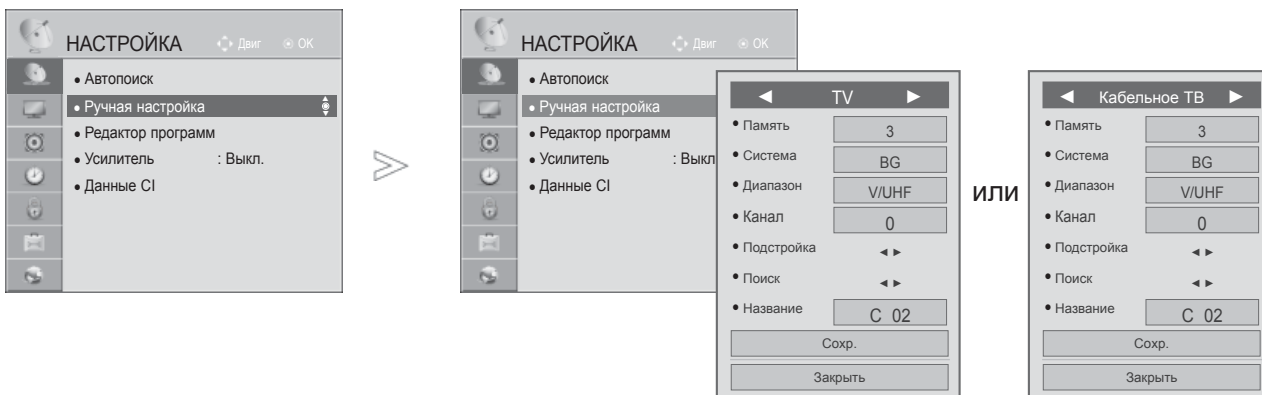 НАСТРОЙКА Двиг OK
• Автопоиск
• Ручная настройка
• Редактор программ
• Усилитель : Выкл.
• Данные CI
НАСТРОЙКА Двиг OK
• Автопоиск
• Ручная настройка
• Редактор программ
• Усилитель : Выкл
• Данные CI
◄ TV ►
• Память 3
• Система BG
• Диапазон V/UHF
• Канал 0
• Подстройка ◄ ►
• Поиск ◄ ►
• Название C 02
Сохр.
Закрыть
или
◄ Кабельное ТВ ►
• Память 3
• Система BG
• Диапазон V/UHF
• Канал 0
• Подстройка ◄ ►
• Поиск ◄ ►
• Название C 02
Сохр.
Закрыть